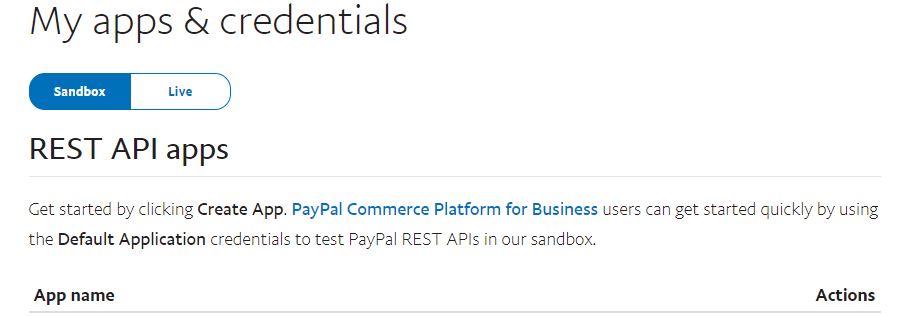 My apps & credentials
Sandbox Live
REST API apps
Get started by clicking Create App. PayPal Commerce Platform for Business users can get started quickly by using
the Default Application credentials to test PayPal REST APIs in our sandbox.
App name Actions